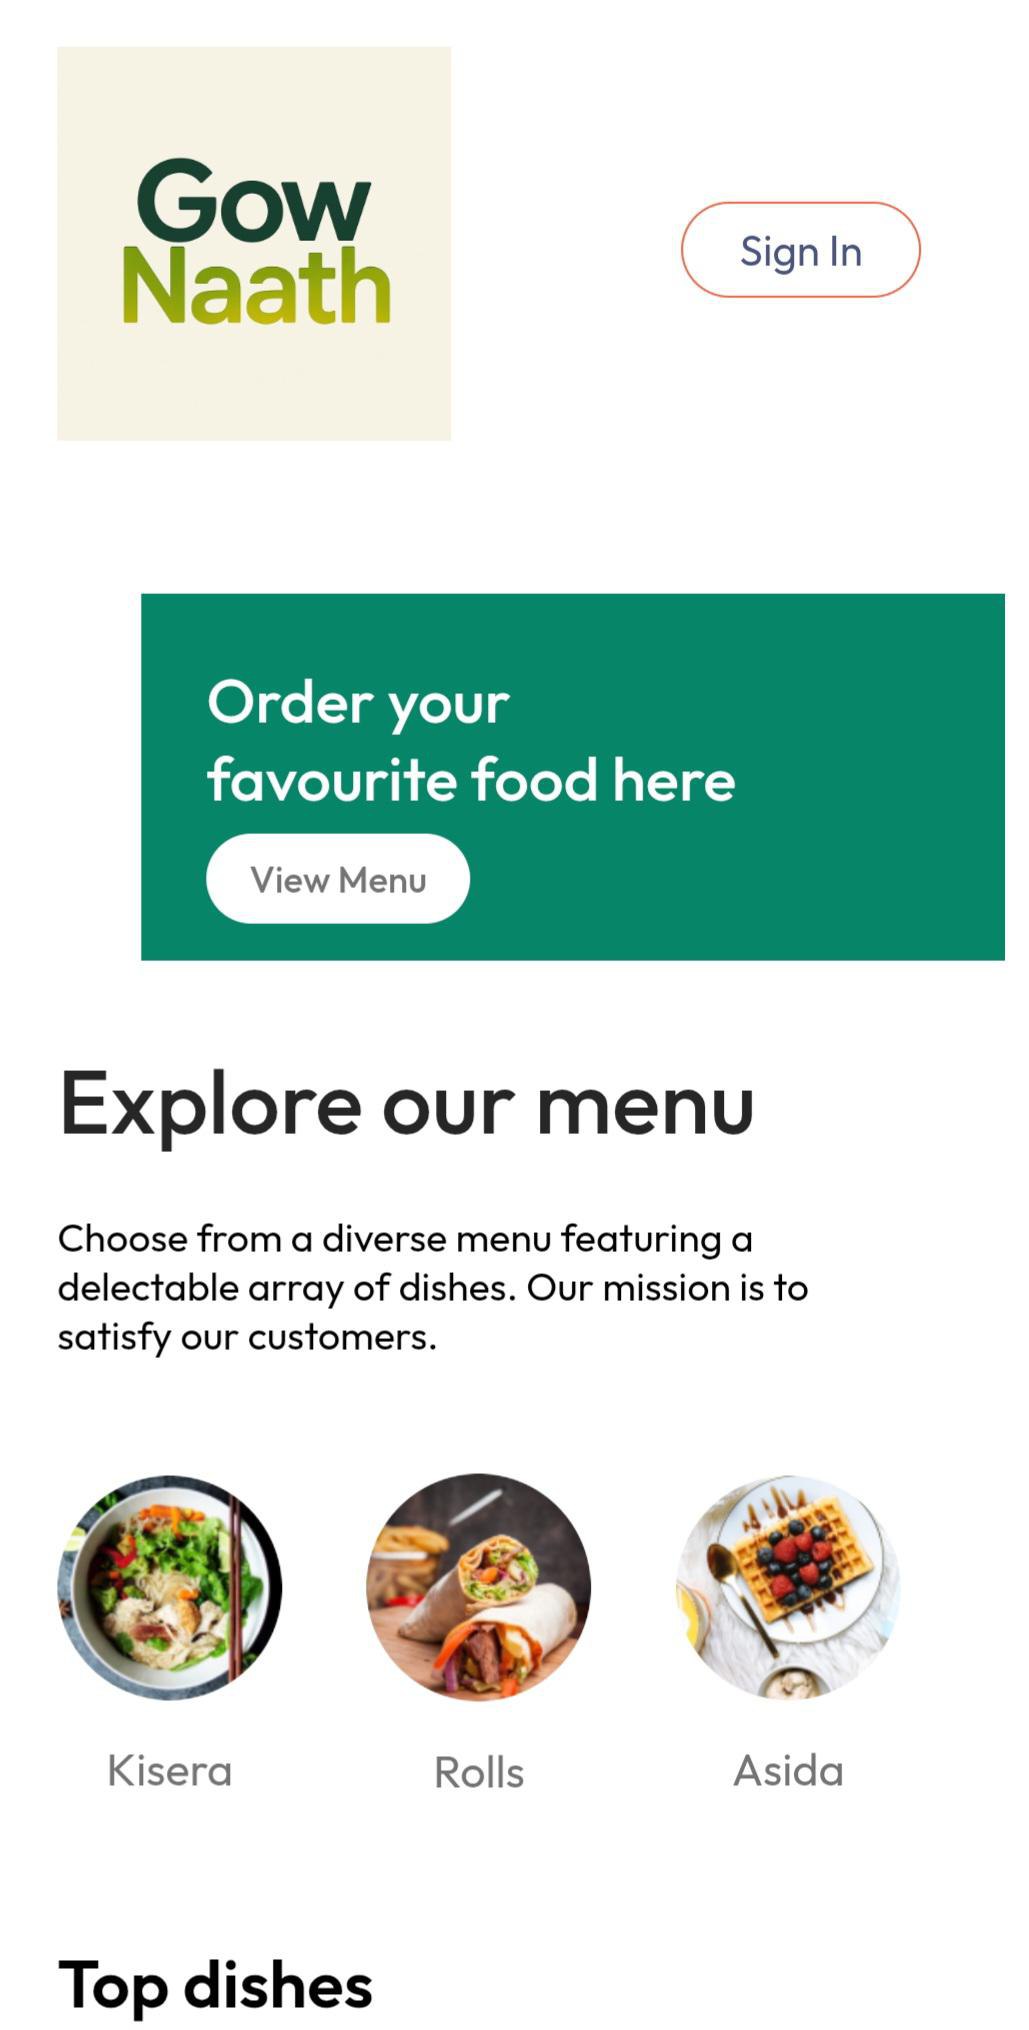 Gow
Naath
Sign In
Order your
favourite food here
View Menu
Explore our menu
Choose from a diverse menu featuring a
delectable array of dishes. Our mission is to
satisfy our customers.
Kisera
Rolls
Asida
Top dishes